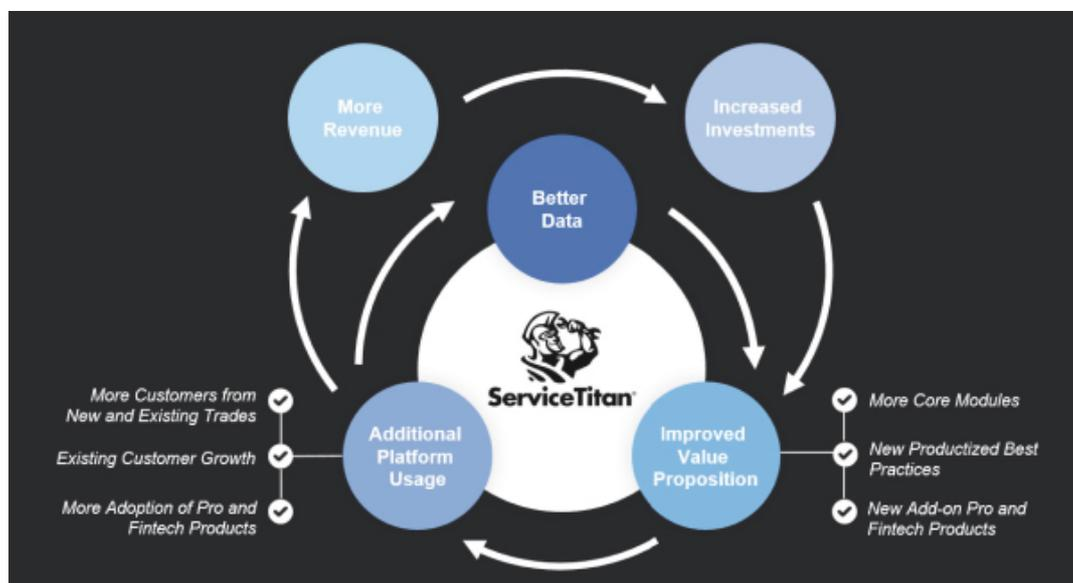 More
Revenue
Increased
Investments
Better
Data
ServiceTitan
More Customers from
New and Existing Trades
Existing Customer Growth
More Adoption of Pro and
Fintech Products
Additional
Platform
Usage
Improved
Value
Proposition
More Core Modules
New Productized Best
Practices
New Add-on Pro and
Fintech Products